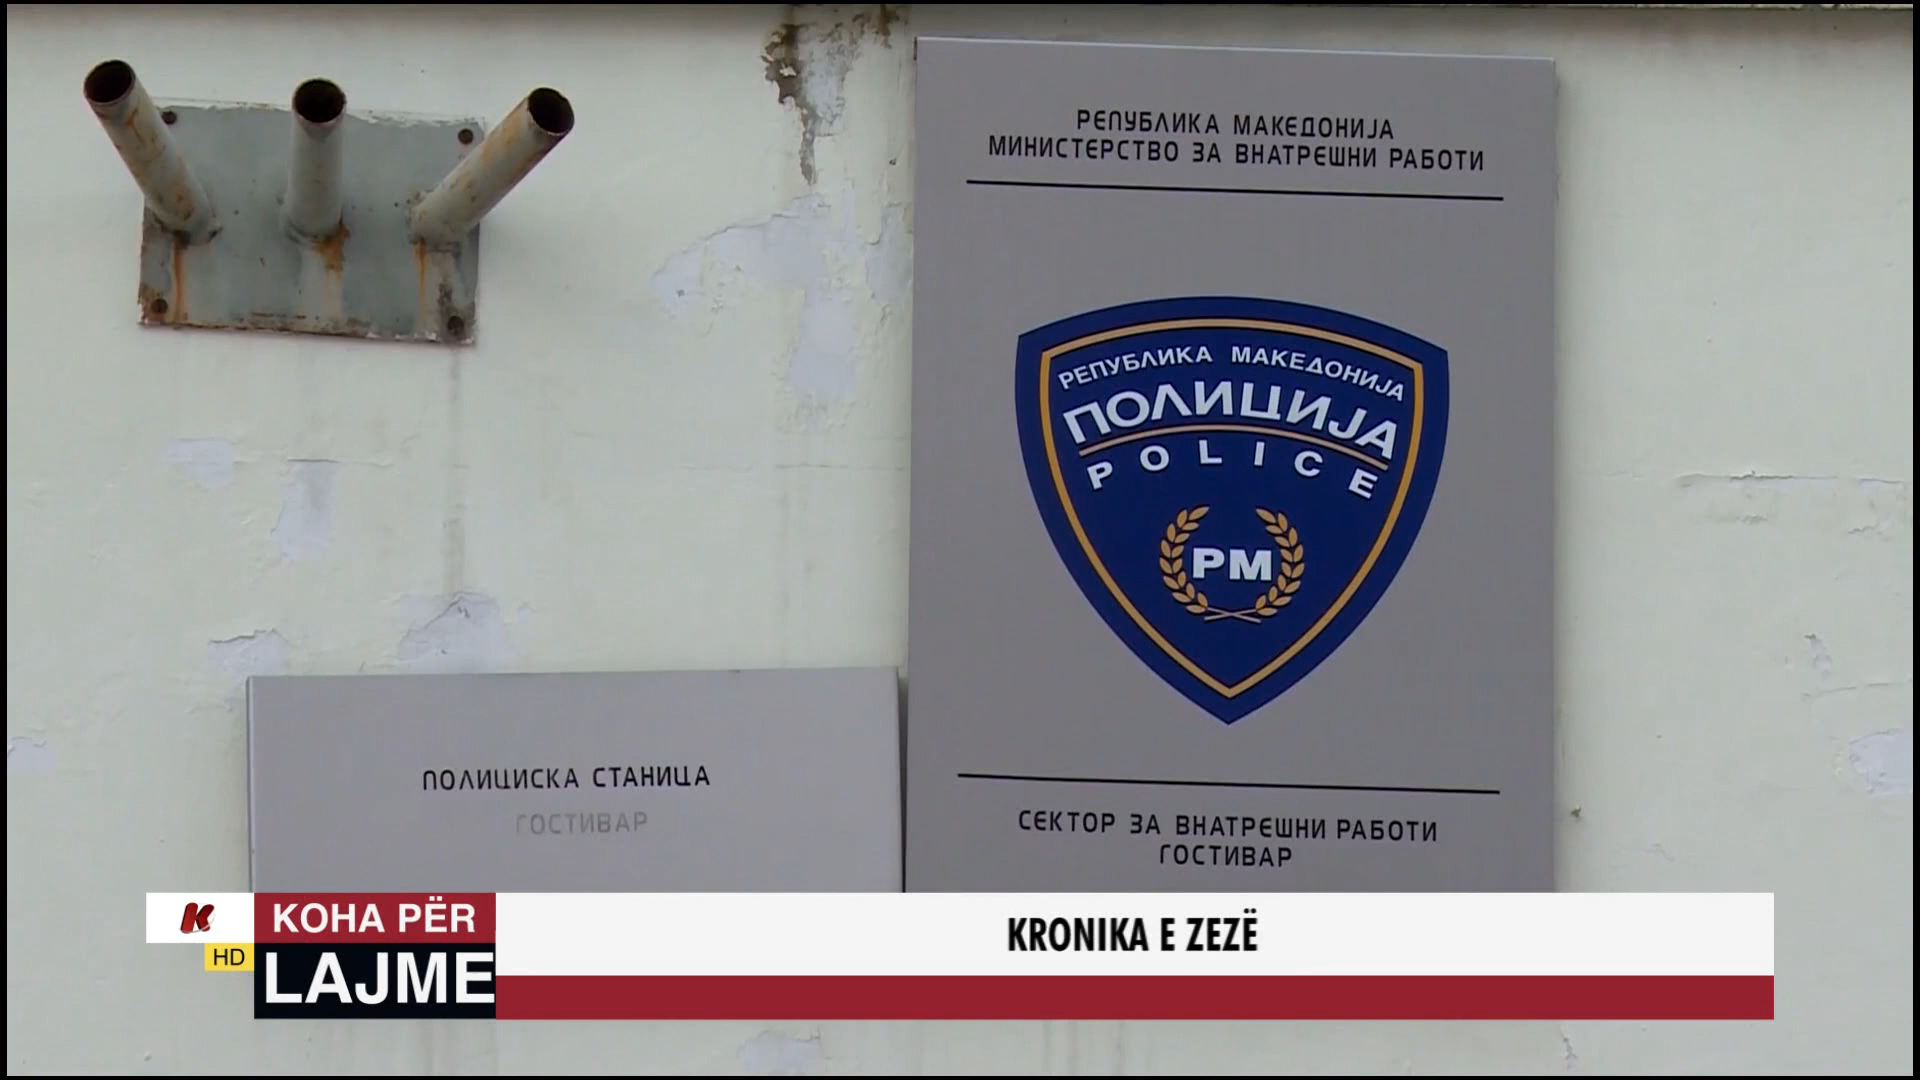 РЕПУБЛИКА МАКЕДОНИЈА
МИНИСТЕРСТВО ЗА ВНАТРЕШНИ РАБОТИ
РЕПУБЛИКА МАКЕДОНИЈА
ПОЛИЦИЈА
POLICE
РМ
ПОЛИЦИСКА СТАНИЦА
ГОСТИВАР
СЕКТОР ЗА ВНАТРЕШНИ РАБОТИ
ГОСТИВАР
K
HD
KOHA PËR
LAJME
KRONIKA E ZEZË